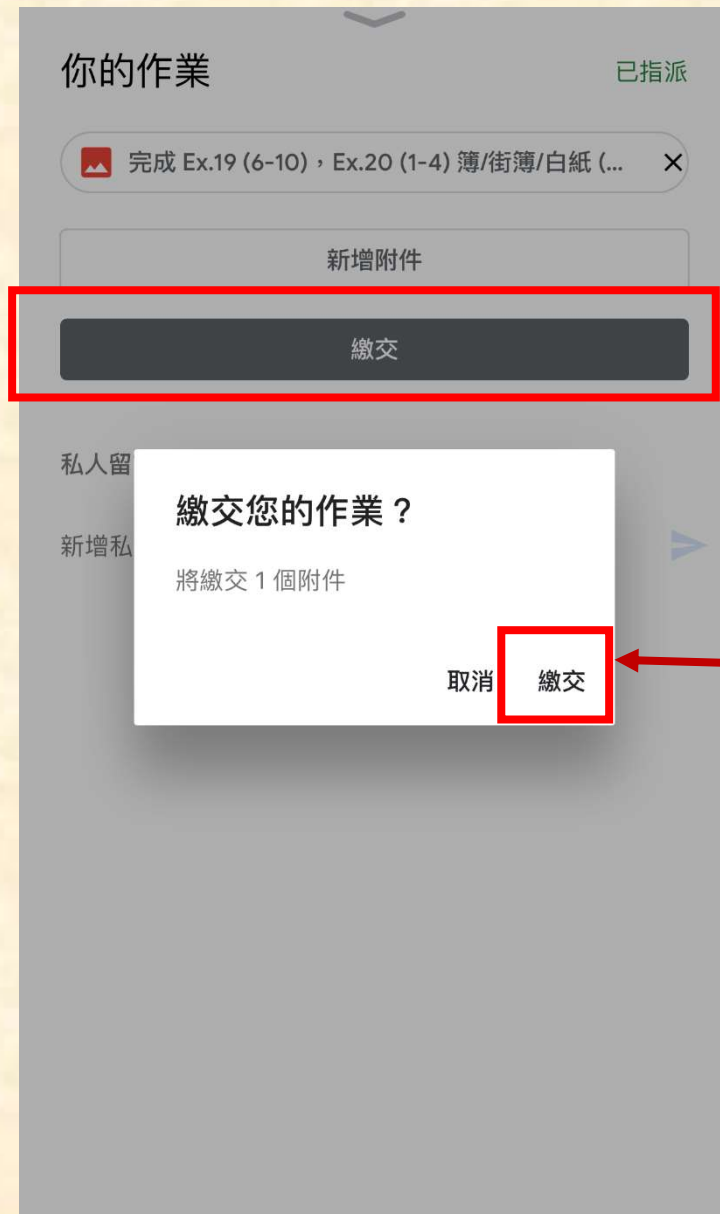 你的作業
已指派
完成 Ex.19 (6-10)，Ex.20 (1-4) 簿/街簿/白紙 (...
新增附件
繳交
私人留
繳交您的作業？
新增私
將繳交 1 個附件
取消 繳交